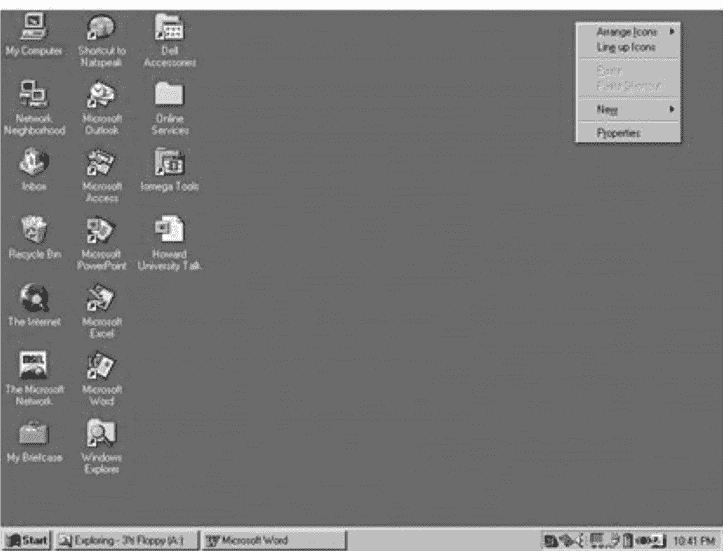 My Computer
Shortcut to
Natspeak
Dell
Accessories
Network
Neighborhood
Microsoft
Outlook
Online
Services
Inbox
Microsoft
Access
Iomega Tools
Recycle Bin
Microsoft
PowerPoint
Howard
University Talk
The Internet
Microsoft
Excel
msn.
The Microsoft
Network
Microsoft
Word
My Briefcase
Windows
Explorer
Arrange Icons
Line up Icons
Paste
Paste Shortcut
New
Properties
Start
Exploring - 3½ Floppy (A:)
Microsoft Word
10:41 PM